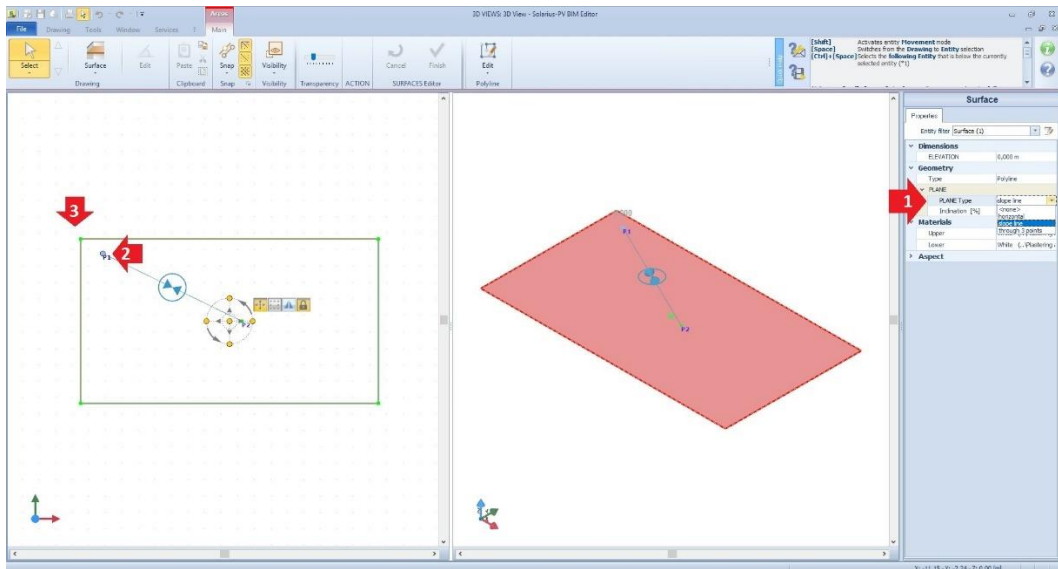 Areas
3D VIEWS: 3D View - Solarius-PV BIM Editor
File Drawing Tools Window Services ? Main
Select
Surface
Edit
Paste
Snap
Visibility
Cancel
Finish
Edit
Drawing
Clipboard
Snap
Visibility
Transparency
ACTION
SURFACES Editor
Polyline
[Shift] Activates entity Movement mode
[Space] Switches from the Drawing to Entity selection
[Ctrl]+[Space] Selects the following Entity that is below the currently
selected entity (*1)
Surface
Properties
Entity filter Surface (1)
Dimensions
ELEVATION 0,000 m
Geometry
Type Polyline
PLANE
PLANE Type slope line
Inclination [%] <none>
horizontal
slope line
through 3 points
Materials
Upper
Lower White (..\Plastering
Aspect
1
3
2
P1
P2
P1
P2